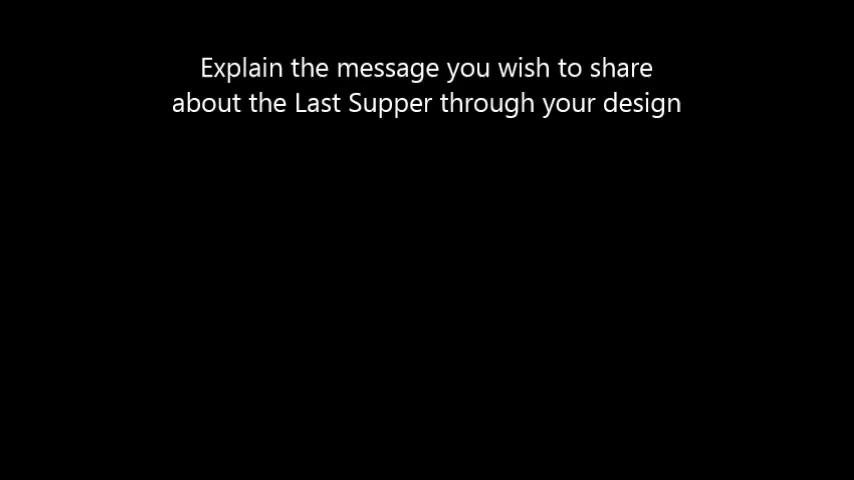 Explain the message you wish to share
about the Last Supper through your design